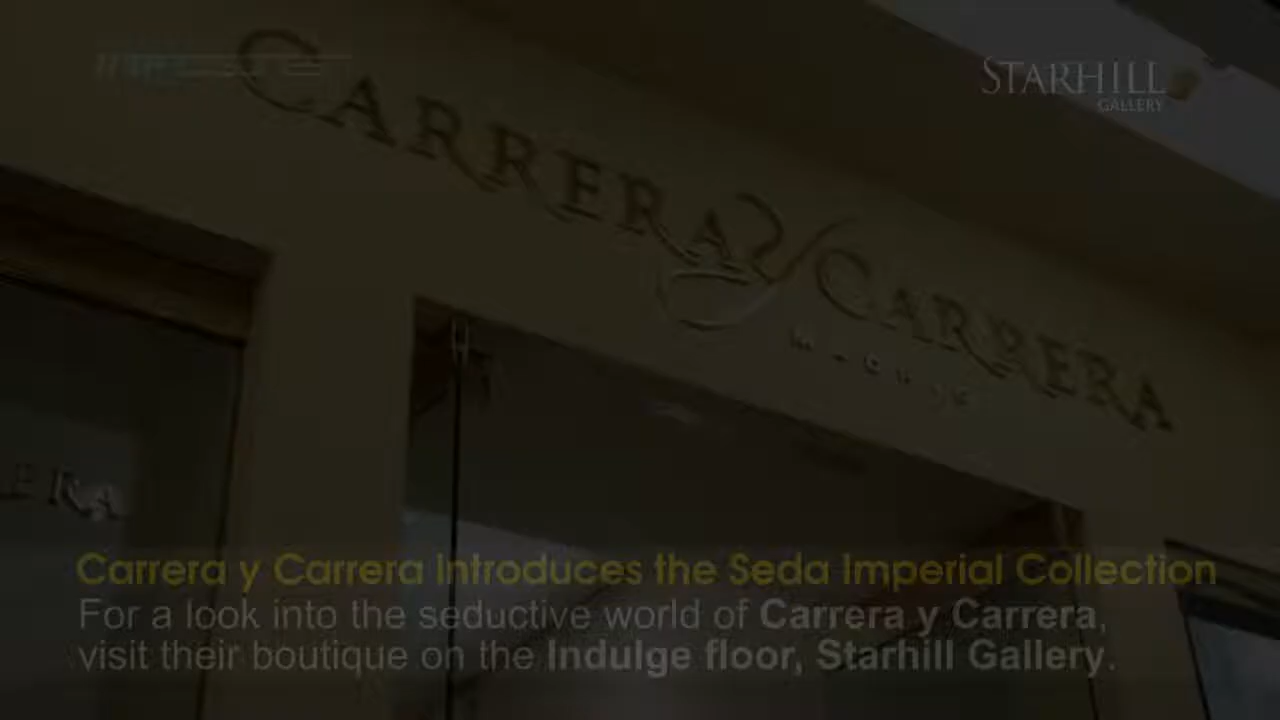 STARHILL
GALLERY
CARRERA Y CARRERA
ERA
Carrera y Carrera Introduces the Seda Imperial Collection
For a look into the seductive world of Carrera y Carrera,
visit their boutique on the Indulge floor, Starhill Gallery.